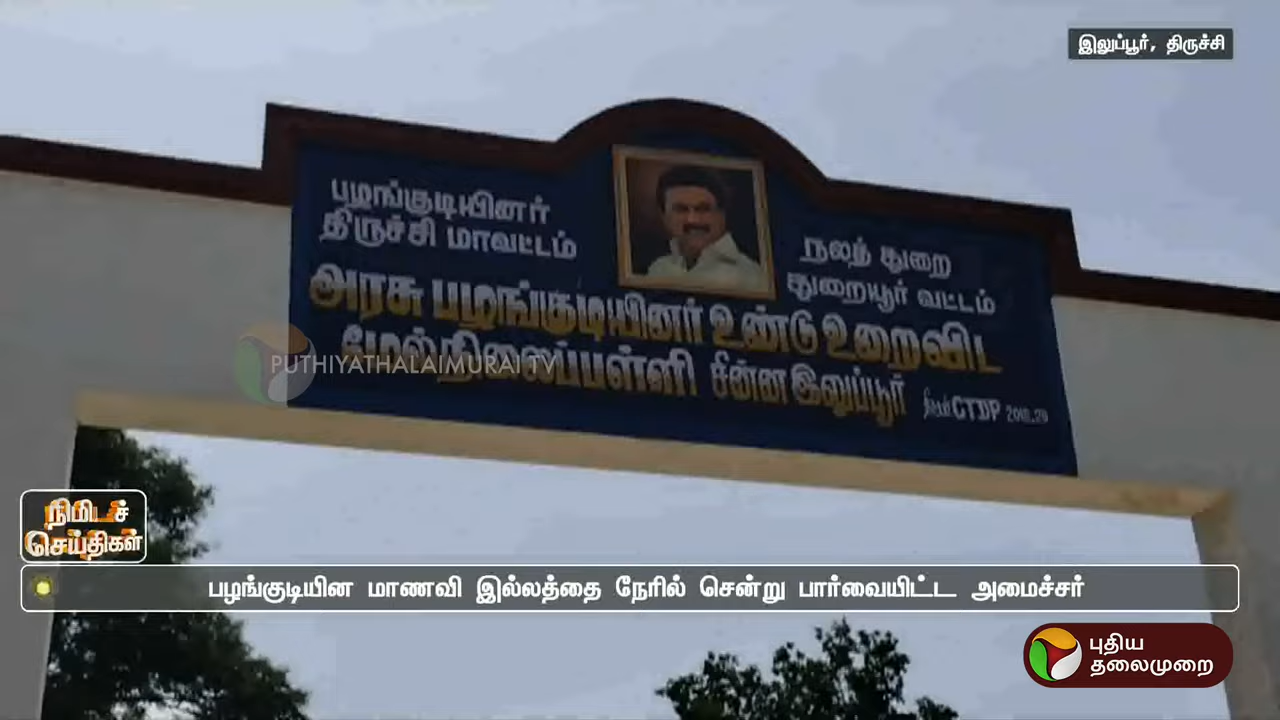 இலுப்பூர், திருச்சி
பழங்குடியினர்
திருச்சி மாவட்டம்
நலத் துறை
துறையூர் வட்டம்
அரசு பழங்குடியினர் உண்டு உறைவிட
மேல்நிலைப்பள்ளி சின்ன இலுப்பூர்
CTDP
PUTHIYATHALAIMURAI TV
நிமிடச்
செய்திகள்
பழங்குடியின மாணவி இல்லத்தை நேரில் சென்று பார்வையிட்ட அமைச்சர்
புதிய
தலைமுறை